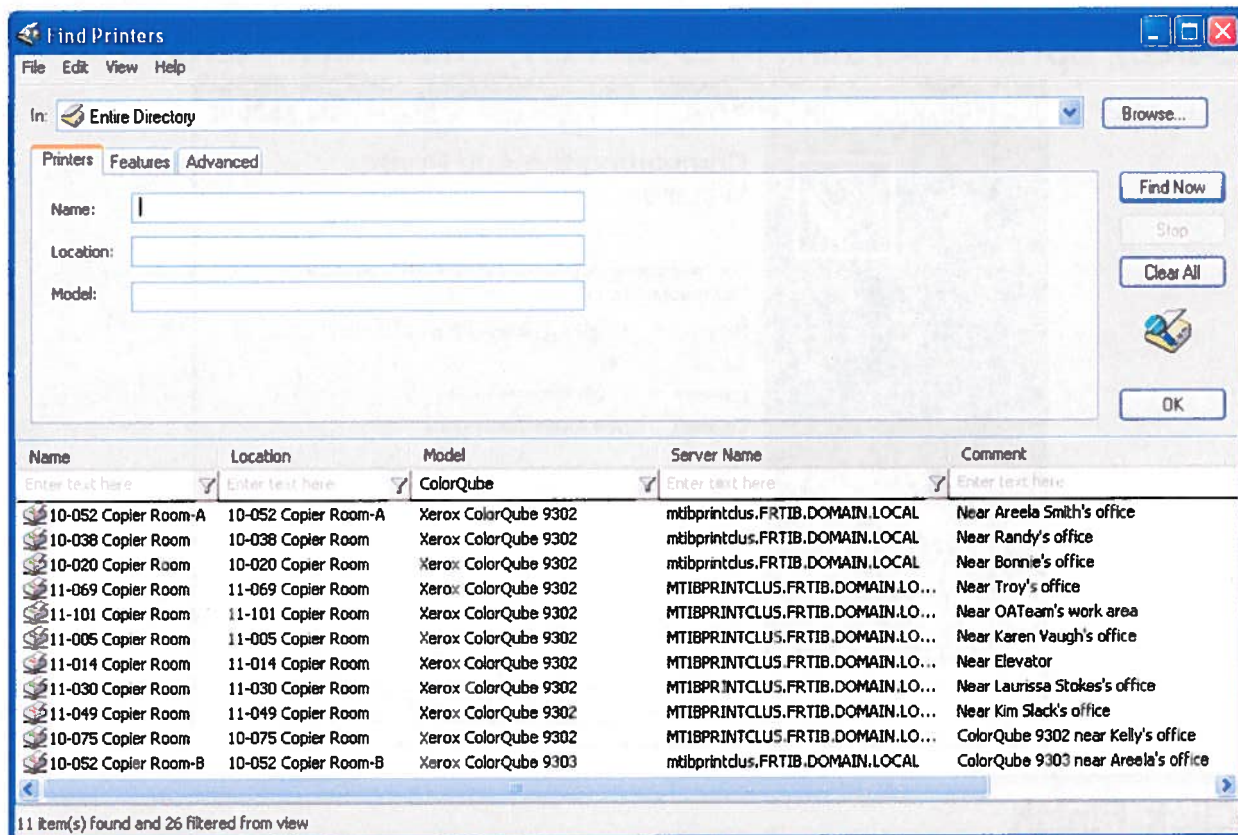 Find Printers
File Edit View Help
In: Entire Directory Browse...
Printers Features Advanced
Find Now
Name:
Stop
Location:
Clear All
Model:
OK
Name Location Model Server Name Comment
Enter text here Enter text here ColorQube Enter text here Enter text here
10-052 Copier Room-A 10-052 Copier Room-A Xerox ColorQube 9302 mtibprintclus.FRTIB.DOMAIN.LOCAL Near Areela Smith's office
10-038 Copier Room 10-038 Copier Room Xerox ColorQube 9302 mtibprintclus.FRTIB.DOMAIN.LOCAL Near Randy's office
10-020 Copier Room 10-020 Copier Room Xerox ColorQube 9302 mtibprintclus.FRTIB.DOMAIN.LOCAL Near Bonnie's office
11-069 Copier Room 11-069 Copier Room Xerox ColorQube 9302 MTIBPRINTCLUS.FRTIB.DOMAIN.LO... Near Troy's office
11-101 Copier Room 11-101 Copier Room Xerox ColorQube 9302 MTIBPRINTCLUS.FRTIB.DOMAIN.LO... Near OATeam's work area
11-005 Copier Room 11-005 Copier Room Xerox ColorQube 9302 MTIBPRINTCLUS.FRTIB.DOMAIN.LO... Near Karen Vaugh's office
11-014 Copier Room 11-014 Copier Room Xerox ColorQube 9302 MTIBPRINTCLUS.FRTIB.DOMAIN.LO... Near Elevator
11-030 Copier Room 11-030 Copier Room Xerox ColorQube 9302 MTIBPRINTCLUS.FRTIB.DOMAIN.LO... Near Laurissa Stokes's office
11-049 Copier Room 11-049 Copier Room Xerox ColorQube 9302 MTIBPRINTCLUS.FRTIB.DOMAIN.LO... Near Kim Slack's office
10-075 Copier Room 10-075 Copier Room Xerox ColorQube 9302 MTIBPRINTCLUS.FRTIB.DOMAIN.LO... ColorQube 9302 near Kelly's office
10-052 Copier Room-B 10-052 Copier Room-B Xerox ColorQube 9303 mtibprintclus.FRTIB.DOMAIN.LOCAL ColorQube 9303 near Areela's office
11 item(s) found and 26 filtered from view